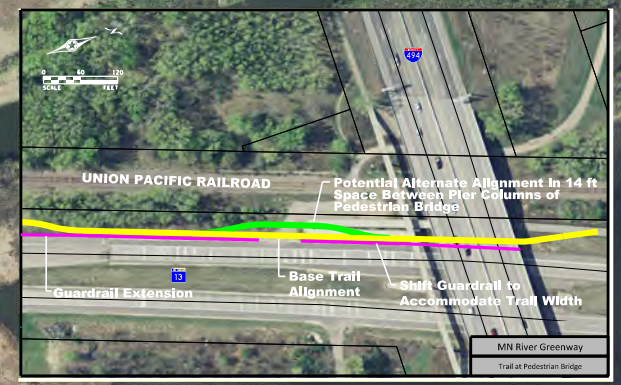 494
0 60 120
SCALE FEET
UNION PACIFIC RAILROAD
Potential Alternate Alignment In 14 ft
Space Between Pier Columns of
Pedestrian Bridge
13
Guardrail Extension
Base Trail
Alignment
Shift Guardrail to
Accommodate Trail Width
MN River Greenway
Trail at Pedestrian Bridge